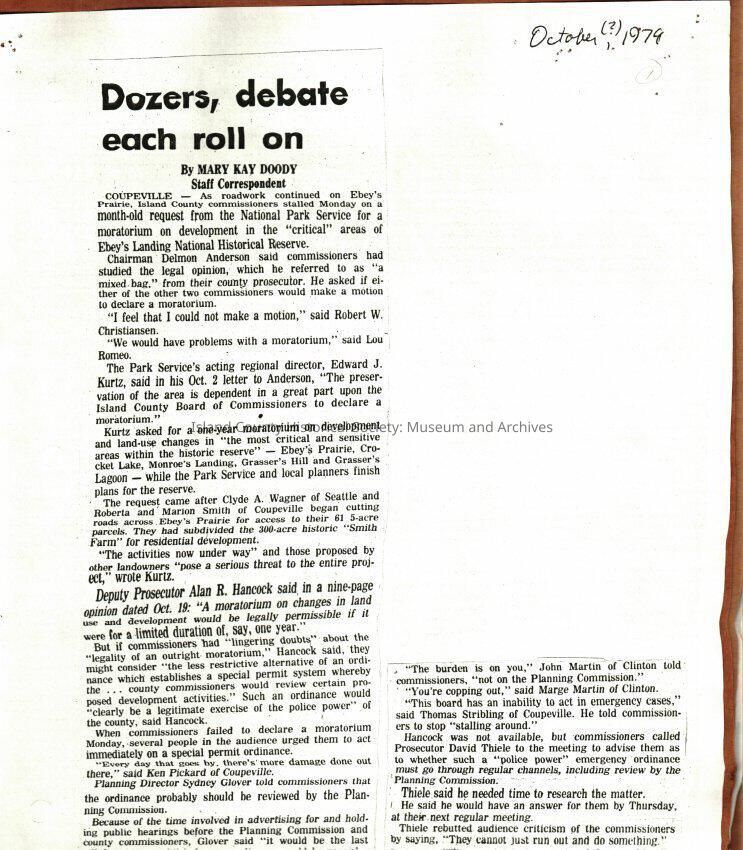 October (?), 1979
1
Dozers, debate
each roll on
By MARY KAY DOODY
Staff Correspondent
COUPEVILLE — As roadwork continued on Ebey's
Prairie, Island County commissioners stalled Monday on a
month-old request from the National Park Service for a
moratorium on development in the "critical" areas of
Ebey's Landing National Historical Reserve.
Chairman Delmon Anderson said commissioners had
studied the legal opinion, which he referred to as "a
mixed bag," from their county prosecutor. He asked if ei-
ther of the other two commissioners would make a motion
to declare a moratorium.
"I feel that I could not make a motion," said Robert W.
Christiansen.
"We would have problems with a moratorium," said Lou
Romeo.
The Park Service's acting regional director, Edward J.
Kurtz, said in his Oct. 2 letter to Anderson, "The preser-
vation of the area is dependent in a great part upon the
Island County Board of Commissioners to declare a
moratorium."
Kurtz asked for a one-year moratorium on development
and land-use changes in "the most critical and sensitive
areas within the historic reserve" — Ebey's Prairie, Cro-
cket Lake, Monroe's Landing, Grasser's Hill and Grasser's
Lagoon — while the Park Service and local planners finish
plans for the reserve.
The request came after Clyde A. Wagner of Seattle and
Roberta and Marion Smith of Coupeville began cutting
roads across Ebey's Prairie for access to their 61 5-acre
parcels. They had subdivided the 300-acre historic "Smith
Farm" for residential development.
"The activities now under way" and those proposed by
other landowners "pose a serious threat to the entire proj-
ect," wrote Kurtz.
Deputy Prosecutor Alan R. Hancock said in a nine-page
opinion dated Oct. 19: "A moratorium on changes in land
use and development would be legally permissible if it
were for a limited duration of, say, one year."
But if commissioners had "lingering doubts" about the
"legality of an outright moratorium," Hancock said, they
might consider "the less restrictive alternative of an ordi-
nance which establishes a special permit system whereby
the ... county commissioners would review certain pro-
posed development activities." Such an ordinance would
"clearly be a legitimate exercise of the police power" of
the county, said Hancock.
When commissioners failed to declare a moratorium
Monday, several people in the audience urged them to act
immediately on a special permit ordinance.
"Every day that goes by, there's more damage done out
there," said Ken Pickard of Coupeville.
Planning Director Sydney Glover told commissioners that
the ordinance probably should be reviewed by the Plan-
ning Commission.
Because of the time involved in advertising for and hold-
ing public hearings before the Planning Commission and
county commissioners, Glover said "it would be the last
"The burden is on you," John Martin of Clinton told
commissioners, "not on the Planning Commission."
"You're copping out," said Marge Martin of Clinton.
"This board has an inability to act in emergency cases,"
said Thomas Stribling of Coupeville. He told commission-
ers to stop "stalling around."
Hancock was not available, but commissioners called
Prosecutor David Thiele to the meeting to advise them as
to whether such a "police power" emergency ordinance
must go through regular channels, including review by the
Planning Commission.
Thiele said he needed time to research the matter.
He said he would have an answer for them by Thursday,
at their next regular meeting.
Thiele rebutted audience criticism of the commissioners
by saying, "They cannot just run out and do something."
Island County Historical Society: Museum and Archives